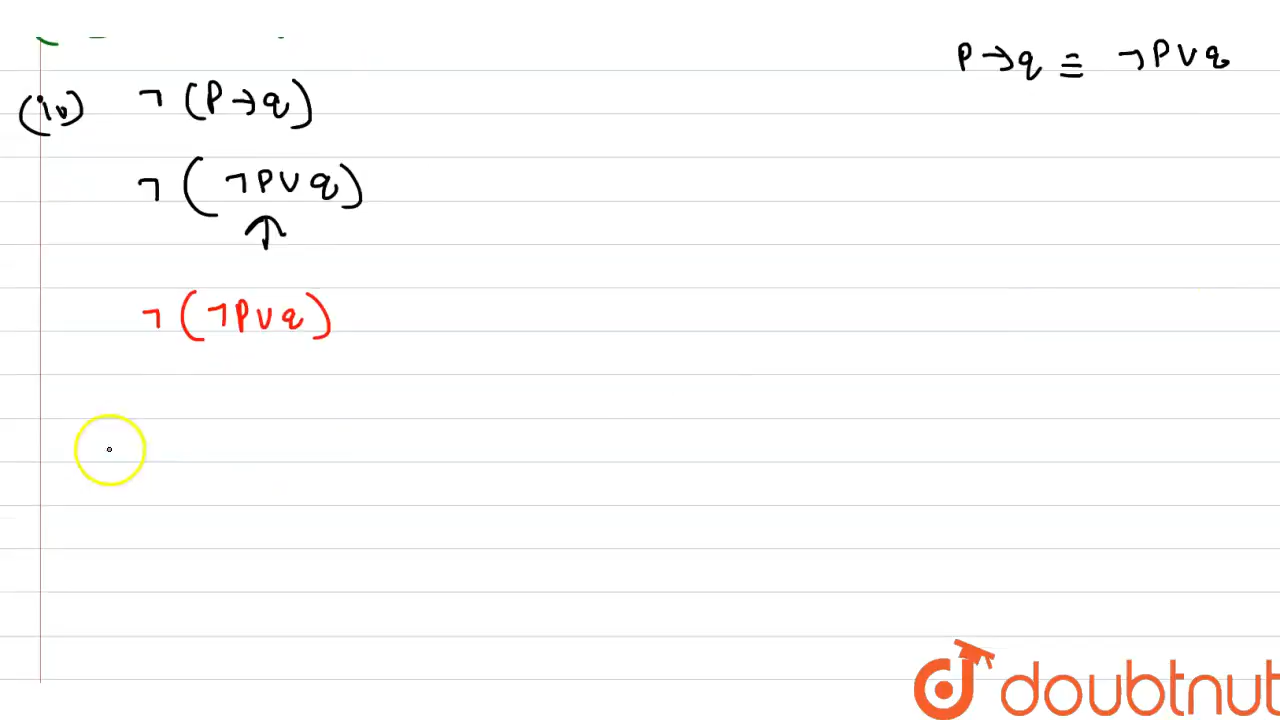 P → q ≡ ¬P∨q
(iv) ¬(P→q)
¬(¬P∨q)
↑
¬(¬P∨q)
doubtnut